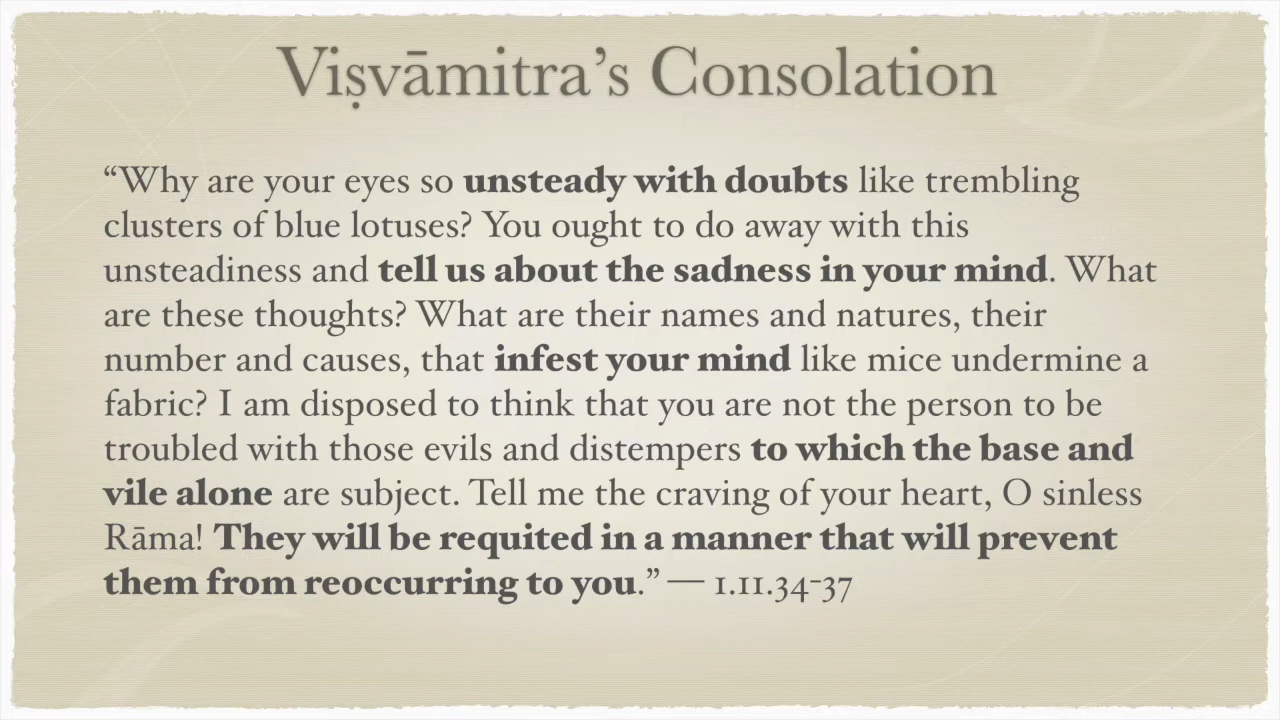 Viṣvāmitra’s Consolation
“Why are your eyes so unsteady with doubts like trembling
clusters of blue lotuses? You ought to do away with this
unsteadiness and tell us about the sadness in your mind. What
are these thoughts? What are their names and natures, their
number and causes, that infest your mind like mice undermine a
fabric? I am disposed to think that you are not the person to be
troubled with those evils and distempers to which the base and
vile alone are subject. Tell me the craving of your heart, O sinless
Rāma! They will be requited in a manner that will prevent
them from reoccurring to you.” — 1.11.34-37